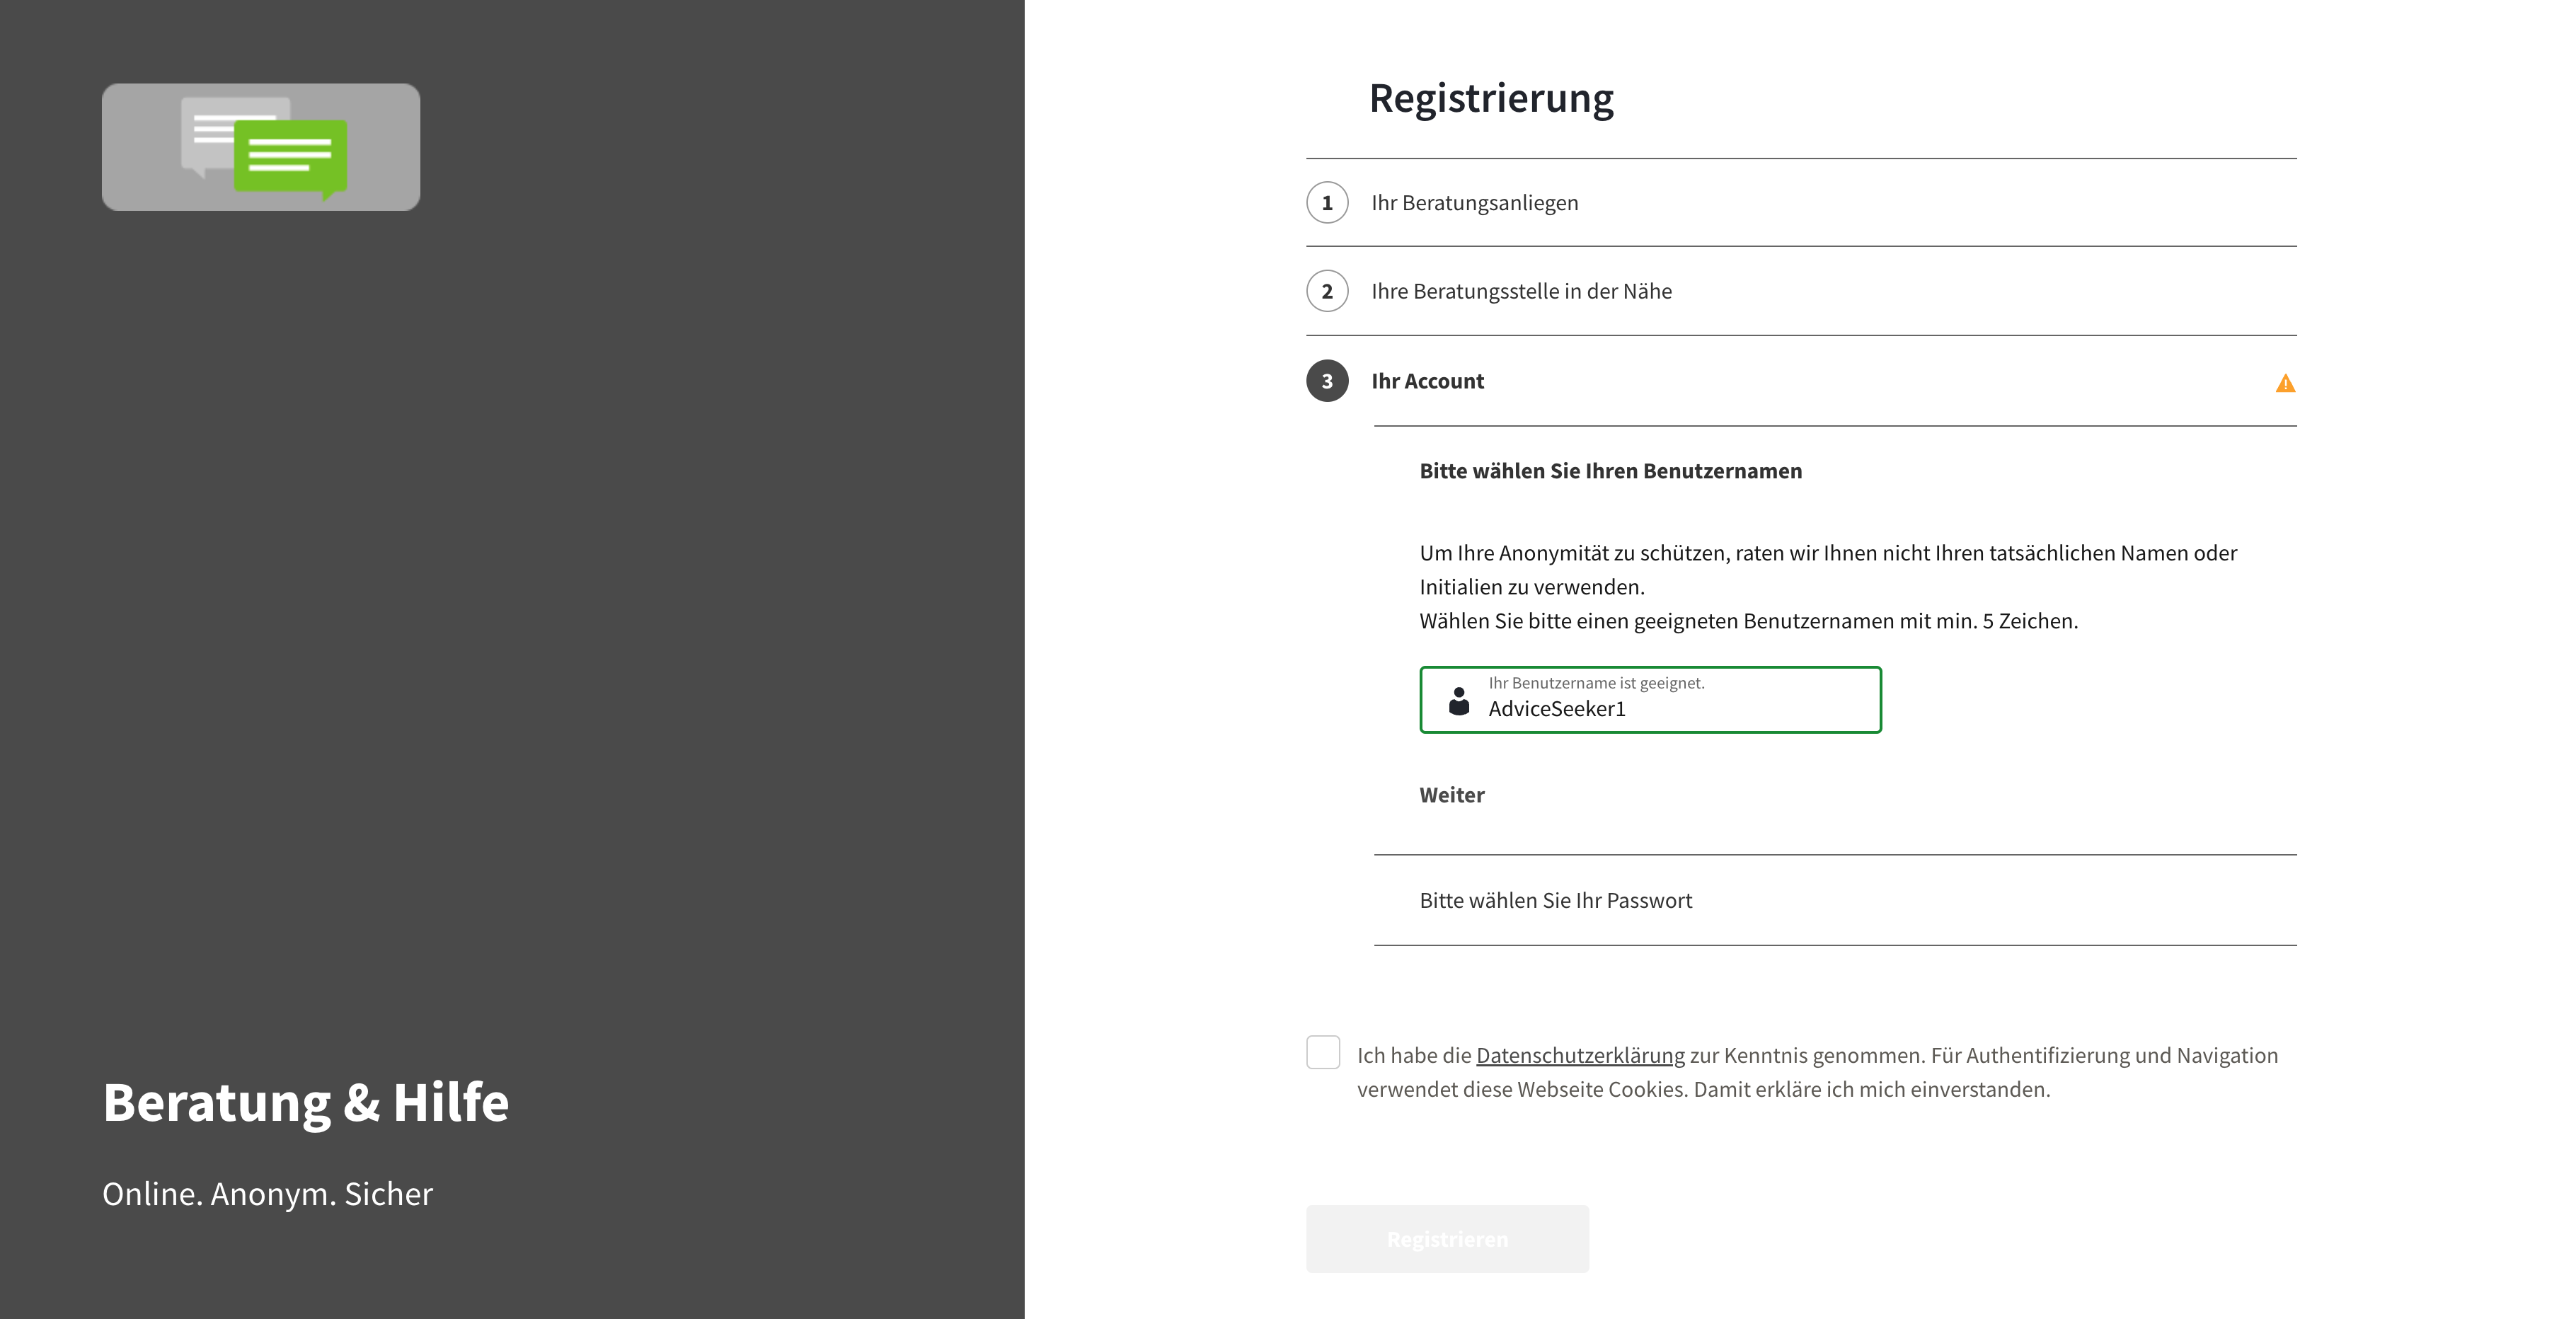 Beratung & Hilfe
Online. Anonym. Sicher
Registrierung
1 Ihr Beratungsanliegen
2 Ihre Beratungsstelle in der Nähe
3 Ihr Account
Bitte wählen Sie Ihren Benutzernamen
Um Ihre Anonymität zu schützen, raten wir Ihnen nicht Ihren tatsächlichen Namen oder
Initialien zu verwenden.
Wählen Sie bitte einen geeigneten Benutzernamen mit min. 5 Zeichen.
Ihr Benutzername ist geeignet.
AdviceSeeker1
Weiter
Bitte wählen Sie Ihr Passwort
Ich habe die Datenschutzerklärung zur Kenntnis genommen. Für Authentifizierung und Navigation
verwendet diese Webseite Cookies. Damit erkläre ich mich einverstanden.
Registrieren